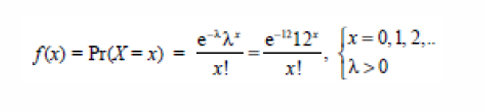 f(x) = Pr(X = x) = e^{-λ}λ^x / x! = e^{-12}12^x / x!, { x = 0, 1, 2,.. 
λ > 0